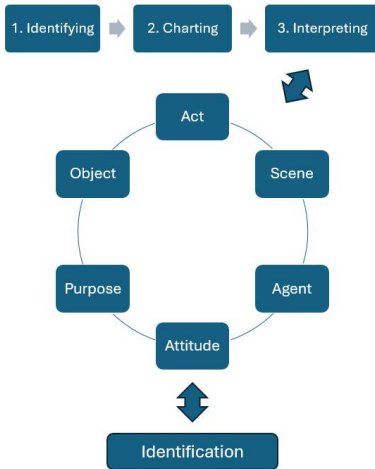 1. Identifying
2. Charting
3. Interpreting
Act
Object
Scene
Purpose
Agent
Attitude
Identification